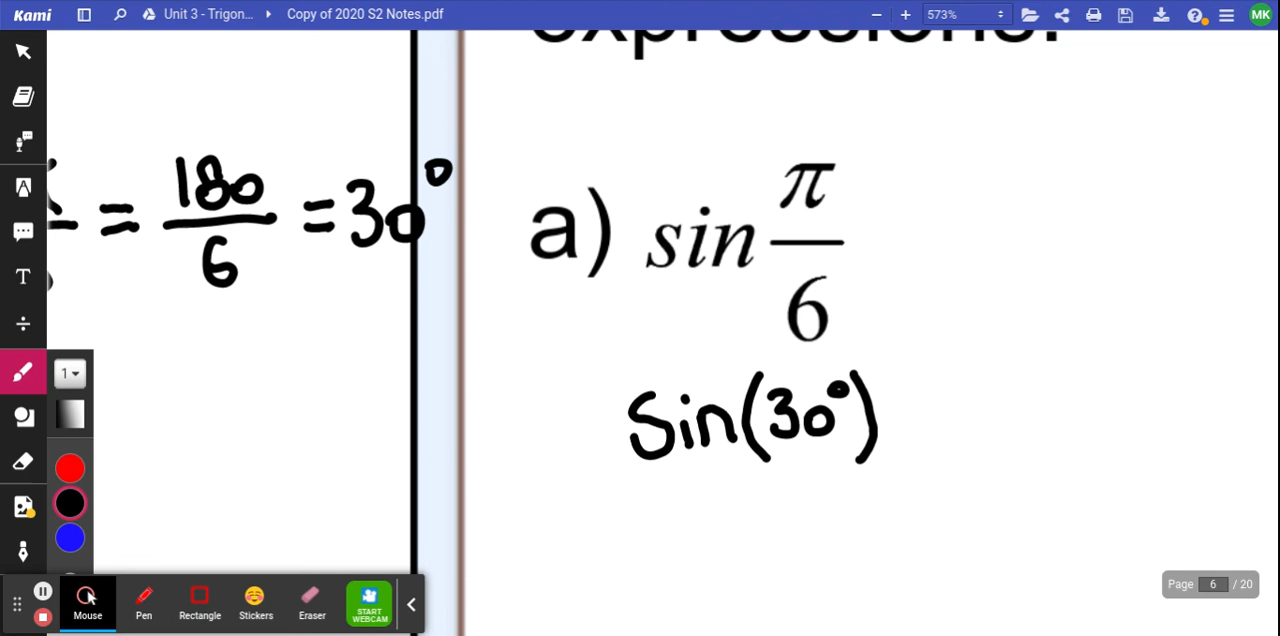 Kami
Unit 3 - Trigon...
Copy of 2020 S2 Notes.pdf
573%
MK
= 180/6 = 30°
a) sin π/6
Sin(30°)
T
1
Page 6 / 20
Mouse
Pen
Rectangle
Stickers
Eraser
START
WEBCAM